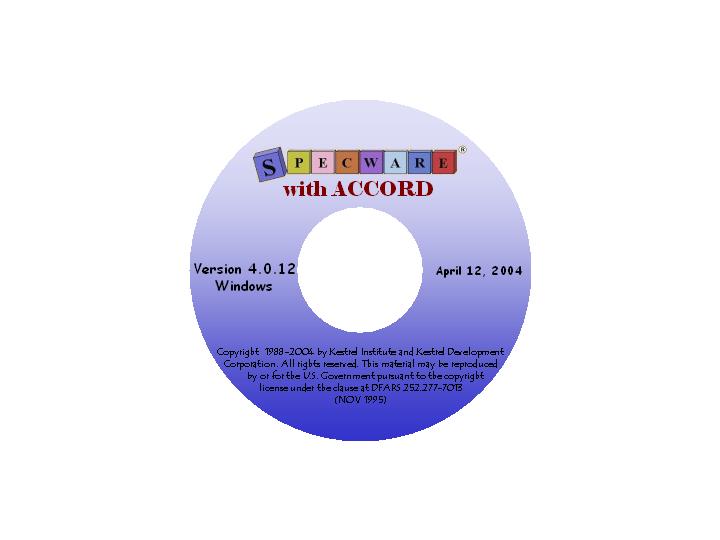 SPECWARE®
with ACCORD
Version 4.0.12
Windows
April 12, 2004
Copyright 1988-2004 by Kestrel Institute and Kestrel Development
Corporation. All rights reserved. This material may be reproduced
by or for the U.S. Government pursuant to the copyright
license under the clause at DFARS 252.277-7013
(NOV 1995)